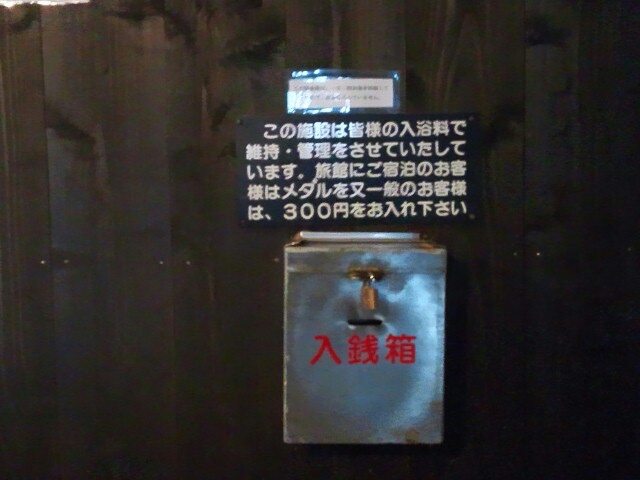 この施設は皆様の入浴料で
維持・管理をさせていたして
います。旅館にご宿泊のお客
様はメダルを又一般のお客様
は、300円をお入れ下さい
入銭箱